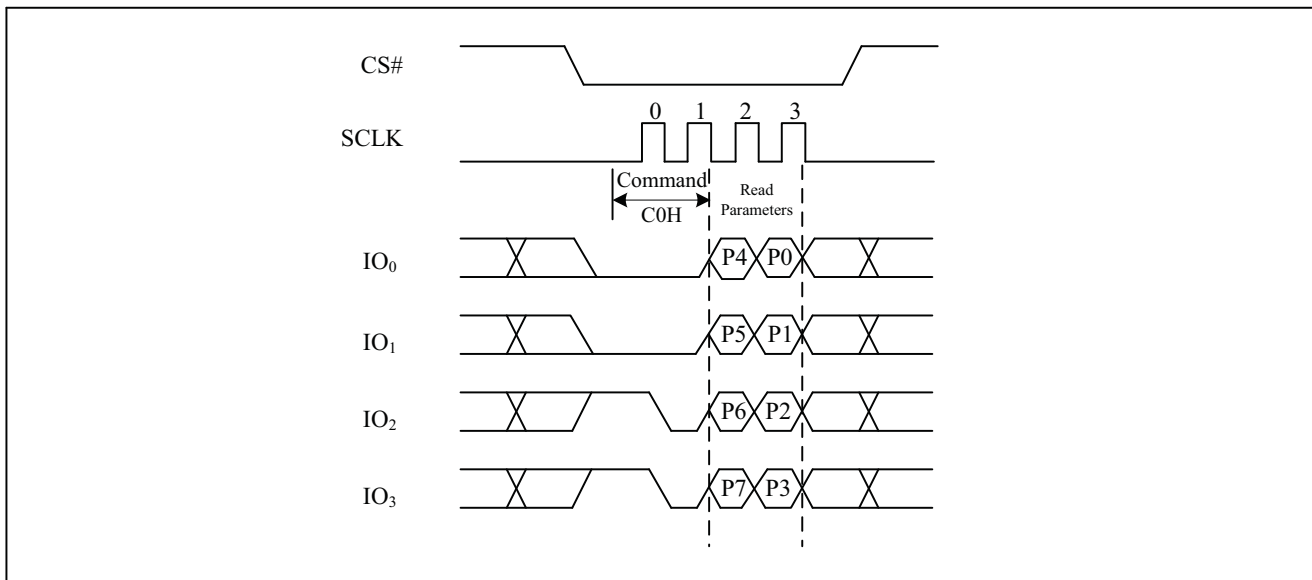 CS#
0 1 2 3
SCLK
Command
C0H
Read
Parameters
IO₀
P4 P0
IO₁
P5 P1
IO₂
P6 P2
IO₃
P7 P3